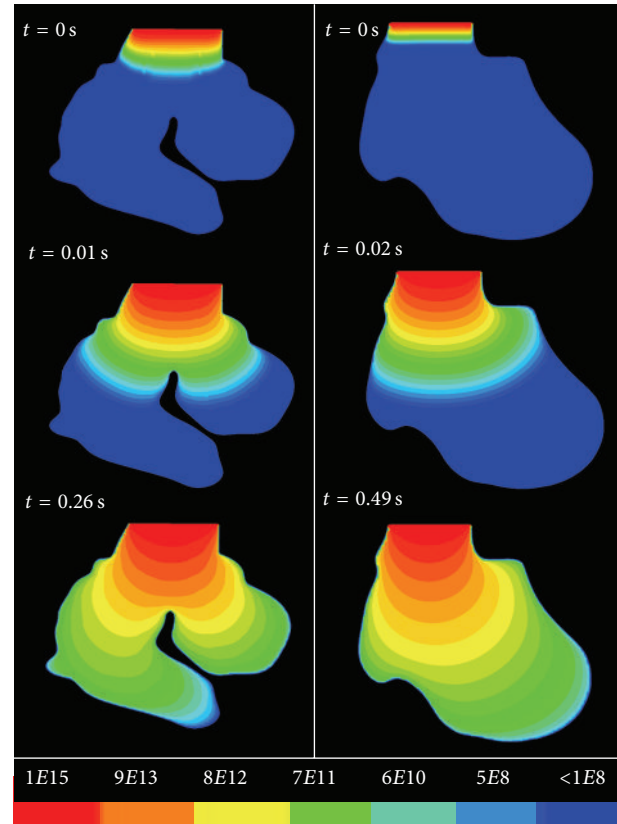 t = 0 s
t = 0 s
t = 0.01 s
t = 0.02 s
t = 0.26 s
t = 0.49 s
1E15 9E13 8E12 7E11 6E10 5E8 <1E8